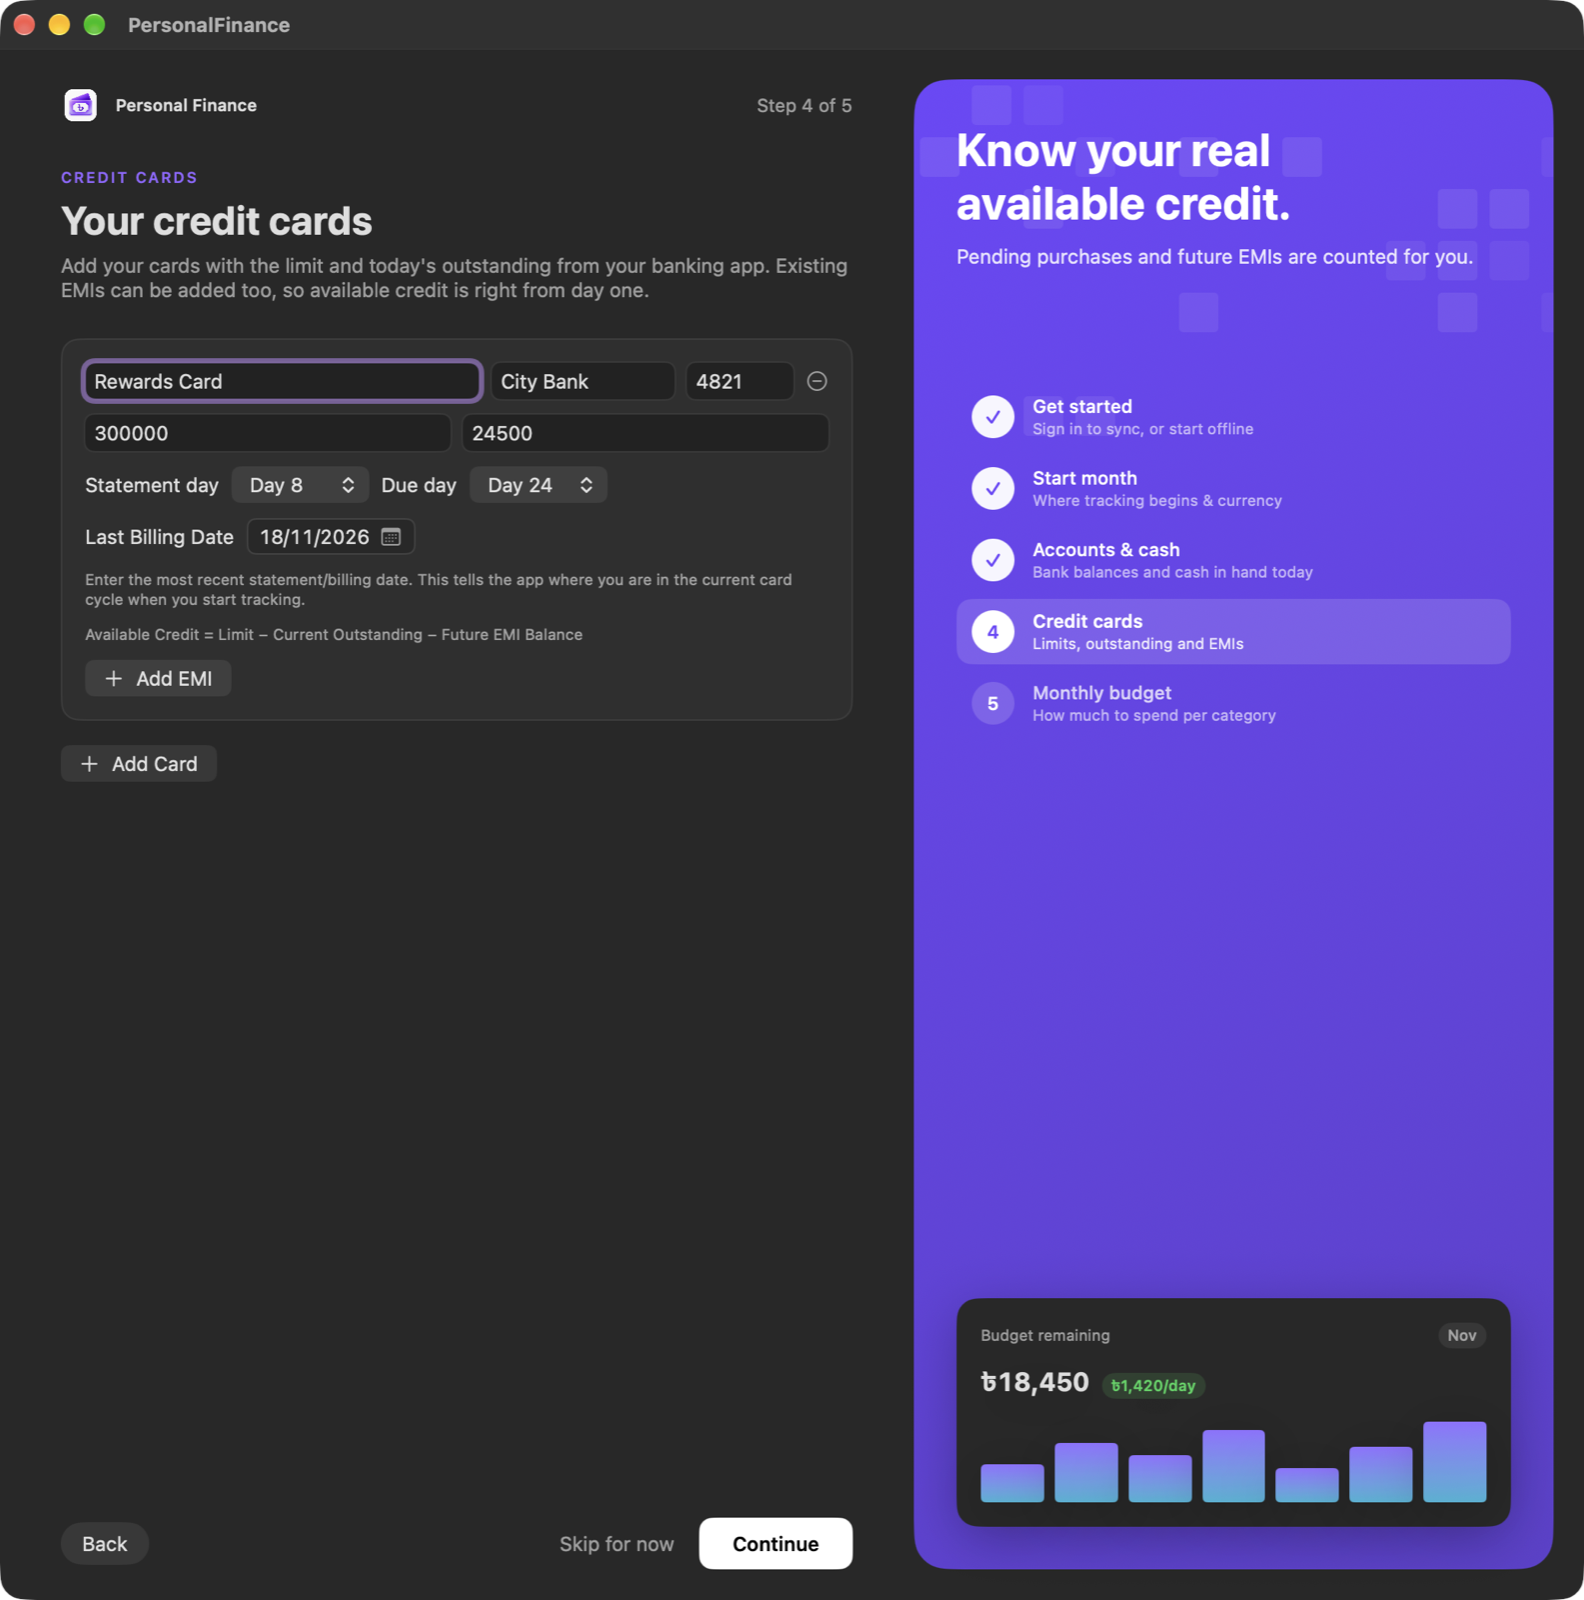 PersonalFinance
Personal Finance
Step 4 of 5
CREDIT CARDS
Your credit cards
Add your cards with the limit and today's outstanding from your banking app. Existing
EMIs can be added too, so available credit is right from day one.
Rewards Card
City Bank
4821
300000
24500
Statement day
Day 8
Due day
Day 24
Last Billing Date
18/11/2026
Enter the most recent statement/billing date. This tells the app where you are in the current card
cycle when you start tracking.
Available Credit = Limit – Current Outstanding – Future EMI Balance
+ Add EMI
+ Add Card
Back
Skip for now
Continue
Know your real
available credit.
Pending purchases and future EMIs are counted for you.
Get started
Sign in to sync, or start offline
Start month
Where tracking begins & currency
Accounts & cash
Bank balances and cash in hand today
4
Credit cards
Limits, outstanding and EMIs
5
Monthly budget
How much to spend per category
Budget remaining
Nov
৳18,450
৳1,420/day